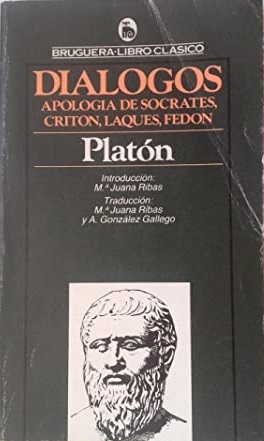 BRUGUERA-LIBRO CLASICO
DIALOGOS
APOLOGIA DE SOCRATES,
CRITON, LAQUES, FEDON
Platón
Introducción:
M.ª Juana Ribas
Traducción:
M.ª Juana Ribas
y A. González Gallego